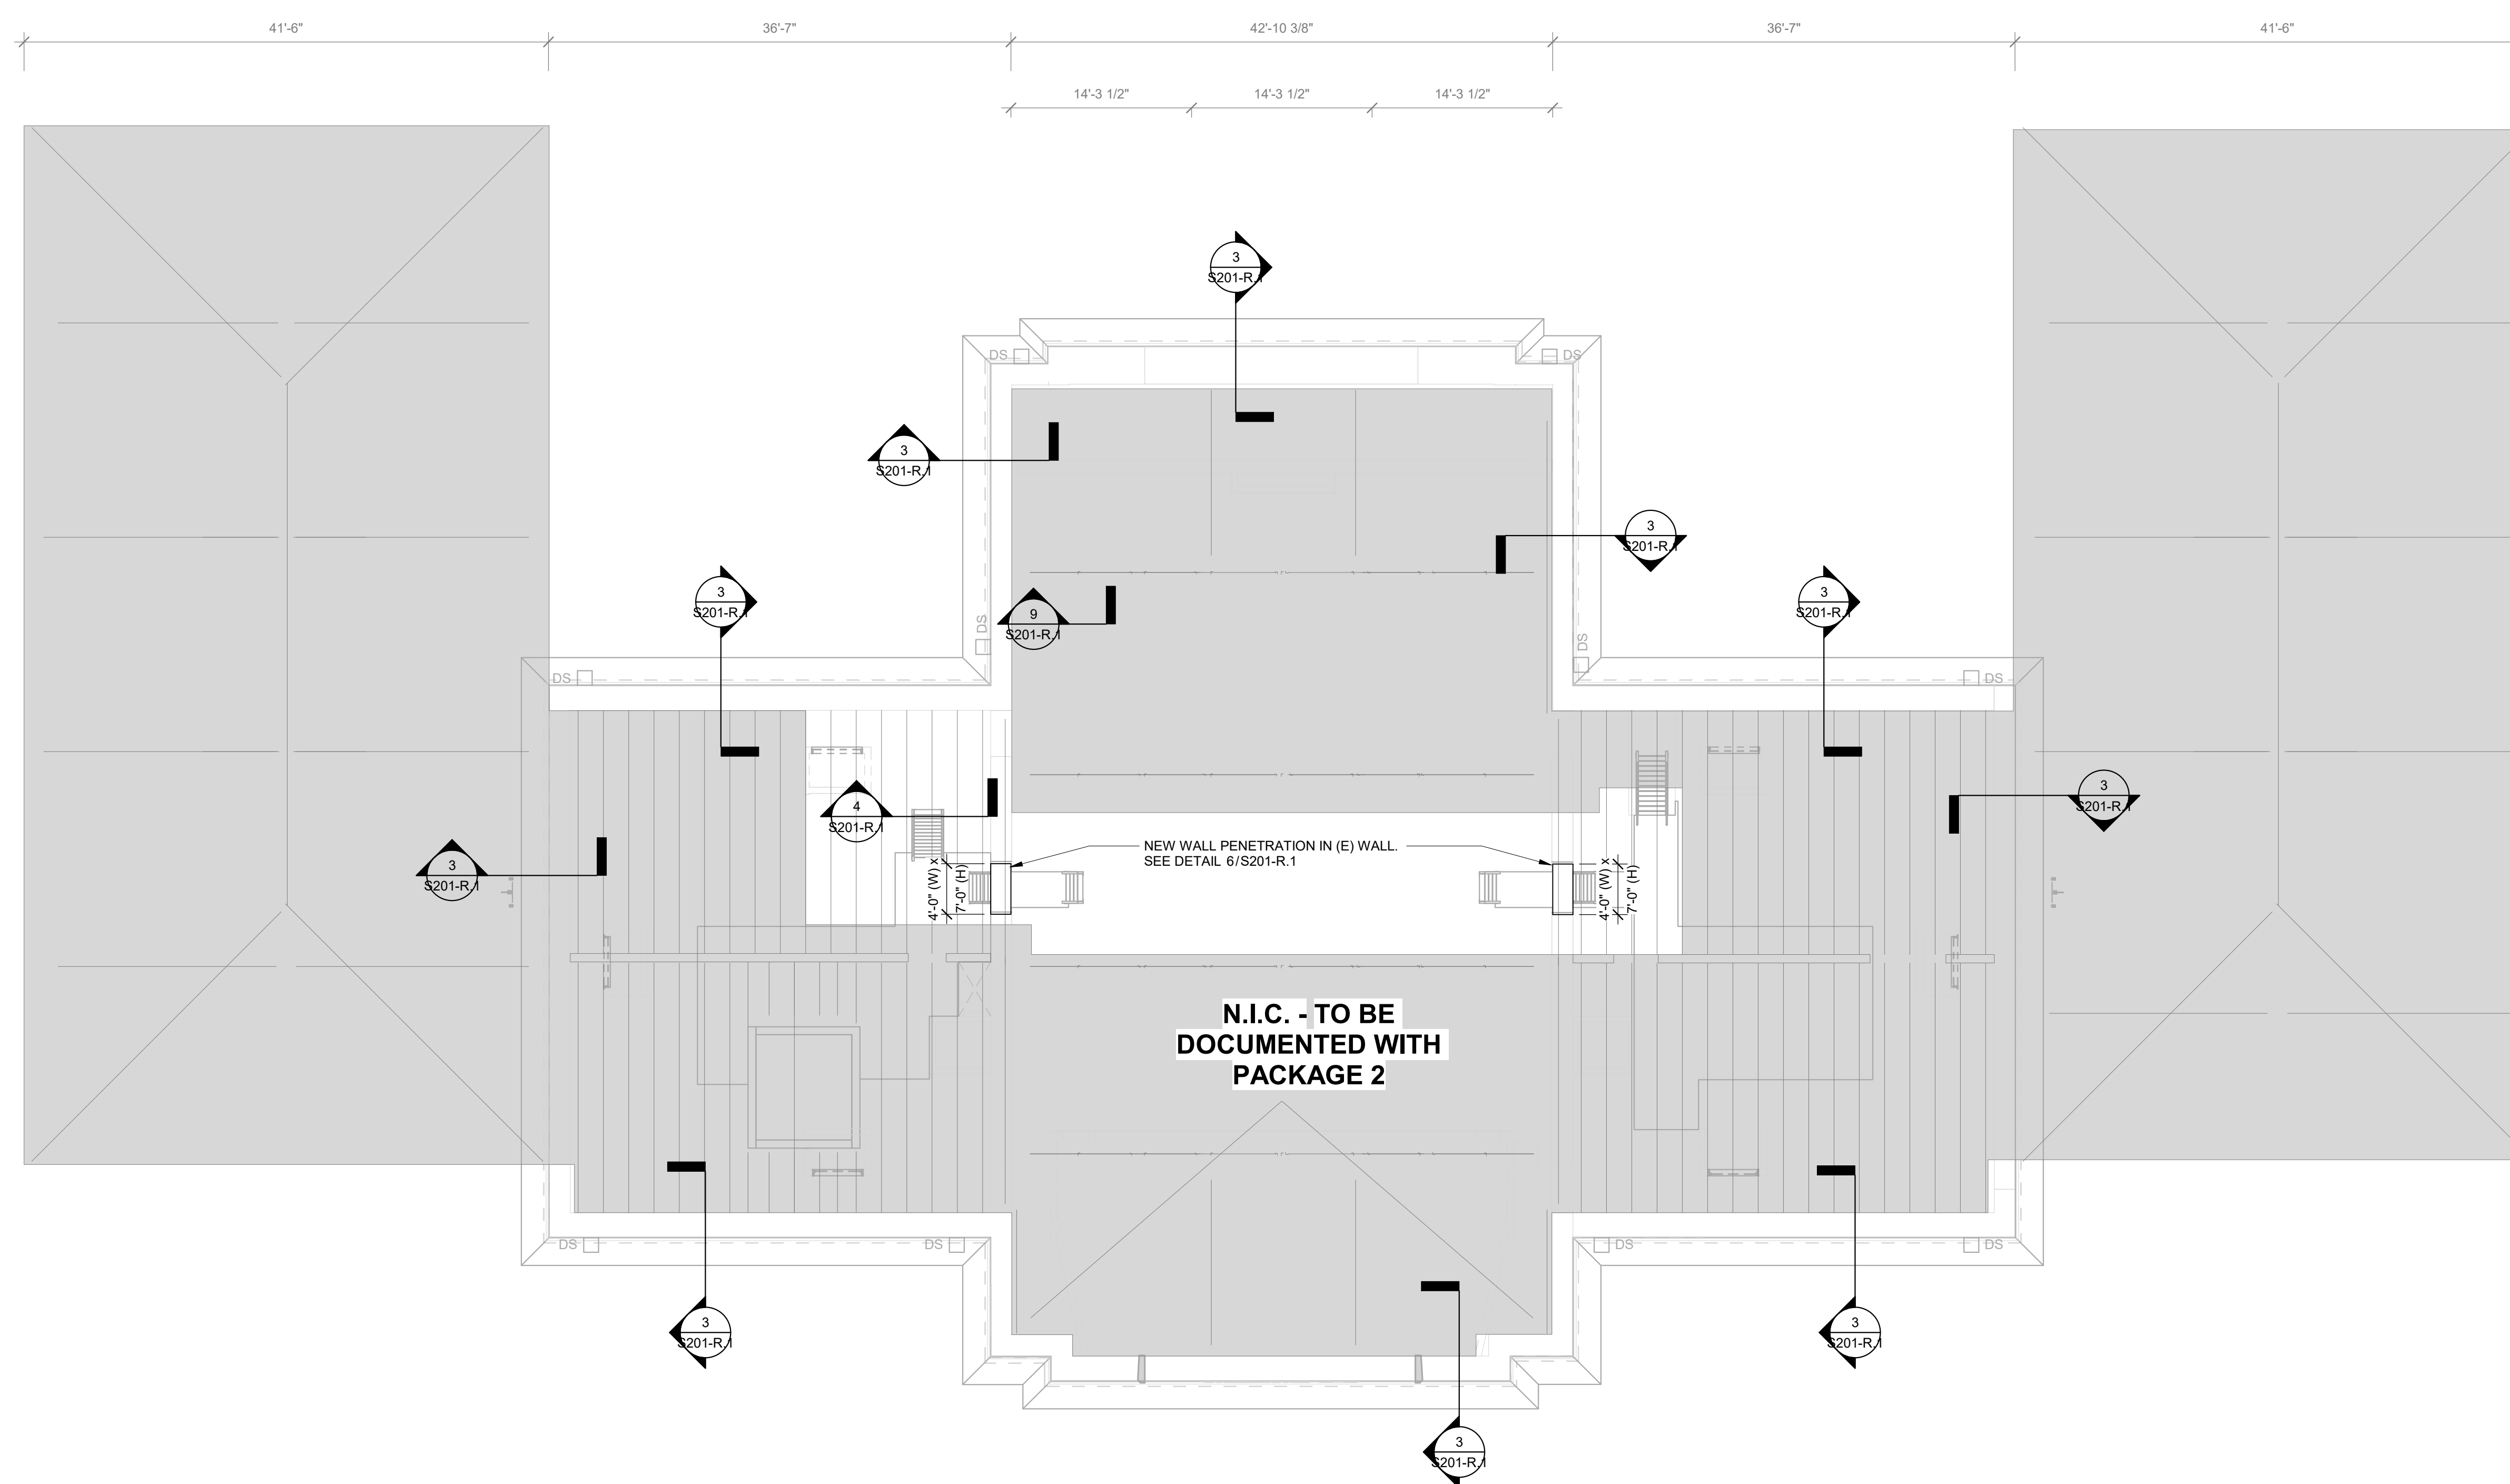 41'-6"
36'-7"
42'-10 3/8"
36'-7"
41'-6"
14'-3 1/2"
14'-3 1/2"
14'-3 1/2"
3
S201-R.1
DS
DS
3
S201-R.1
3
S201-R.1
3
S201-R.1
9
S201-R.1
3
S201-R.1
DS
DS
DS
DS
4
S201-R.1
3
S201-R.1
3
S201-R.1
NEW WALL PENETRATION IN (E) WALL.
SEE DETAIL 6/S201-R.1
4'-0" (W) x
7'-0" (H)
4'-0" (W) x
7'-0" (H)
N.I.C. - TO BE
DOCUMENTED WITH
PACKAGE 2
DS
DS
DS
DS
3
S201-R.1
3
S201-R.1
3
S201-R.1